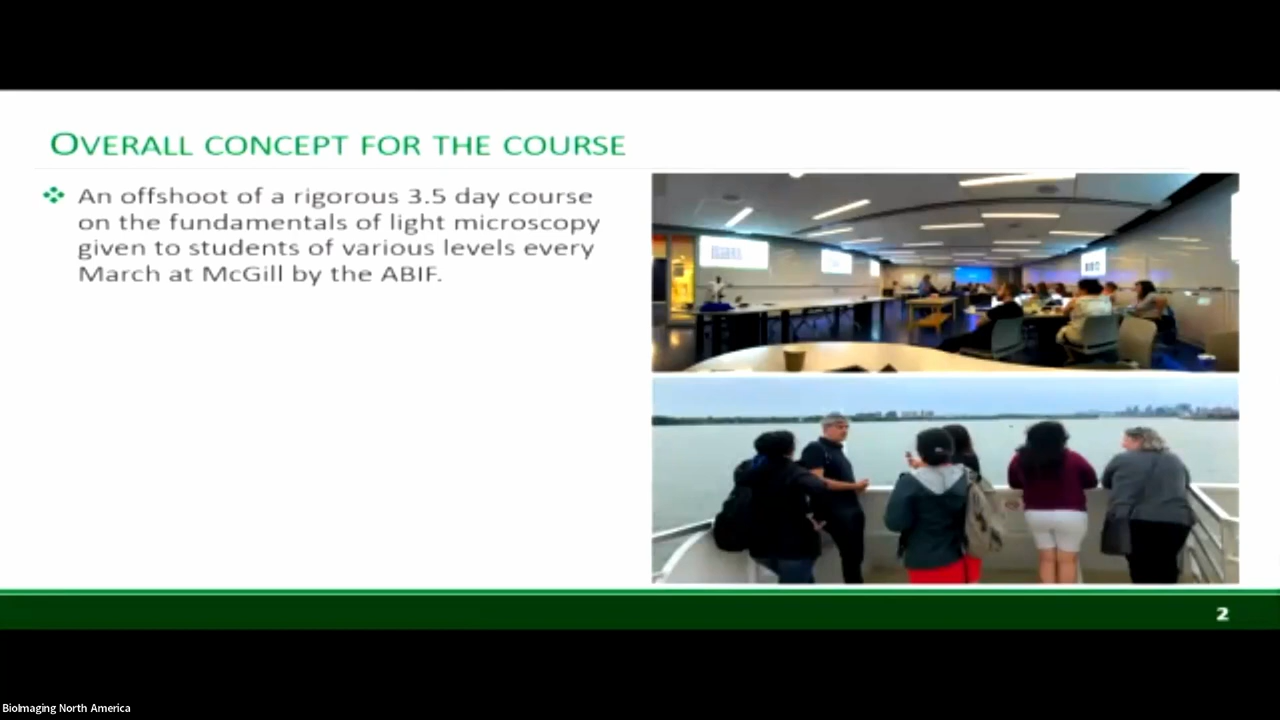 OVERALL CONCEPT FOR THE COURSE
An offshoot of a rigorous 3.5 day course
on the fundamentals of light microscopy
given to students of various levels every
March at McGill by the ABIF.
2
BioImaging North America